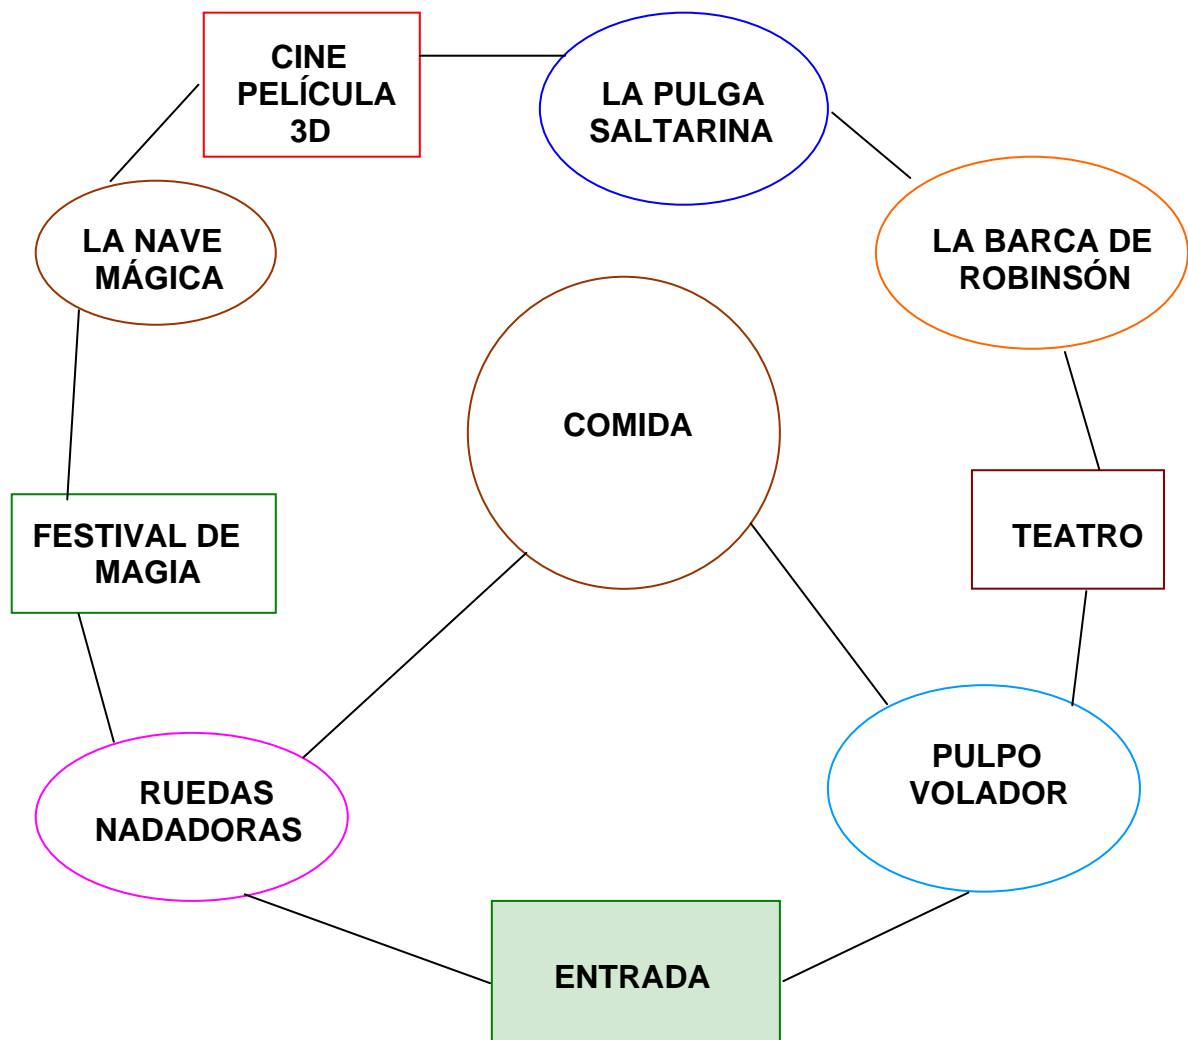 CINE
PELÍCULA
3D
LA PULGA
SALTARINA
LA NAVE
MÁGICA
LA BARCA DE
ROBINSÓN
COMIDA
FESTIVAL DE
MAGIA
TEATRO
RUEDAS
NADADORAS
PULPO
VOLADOR
ENTRADA